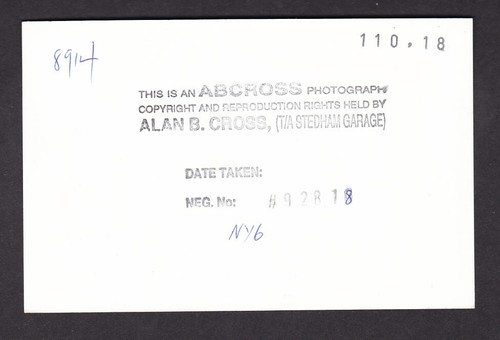 8914
110.18
THIS IS AN ABCROSS PHOTOGRAPH
COPYRIGHT AND REPRODUCTION RIGHTS HELD BY
ALAN B. CROSS, (T/A STEDHAM GARAGE)
DATE TAKEN:
NEG. No: #92818
NY6